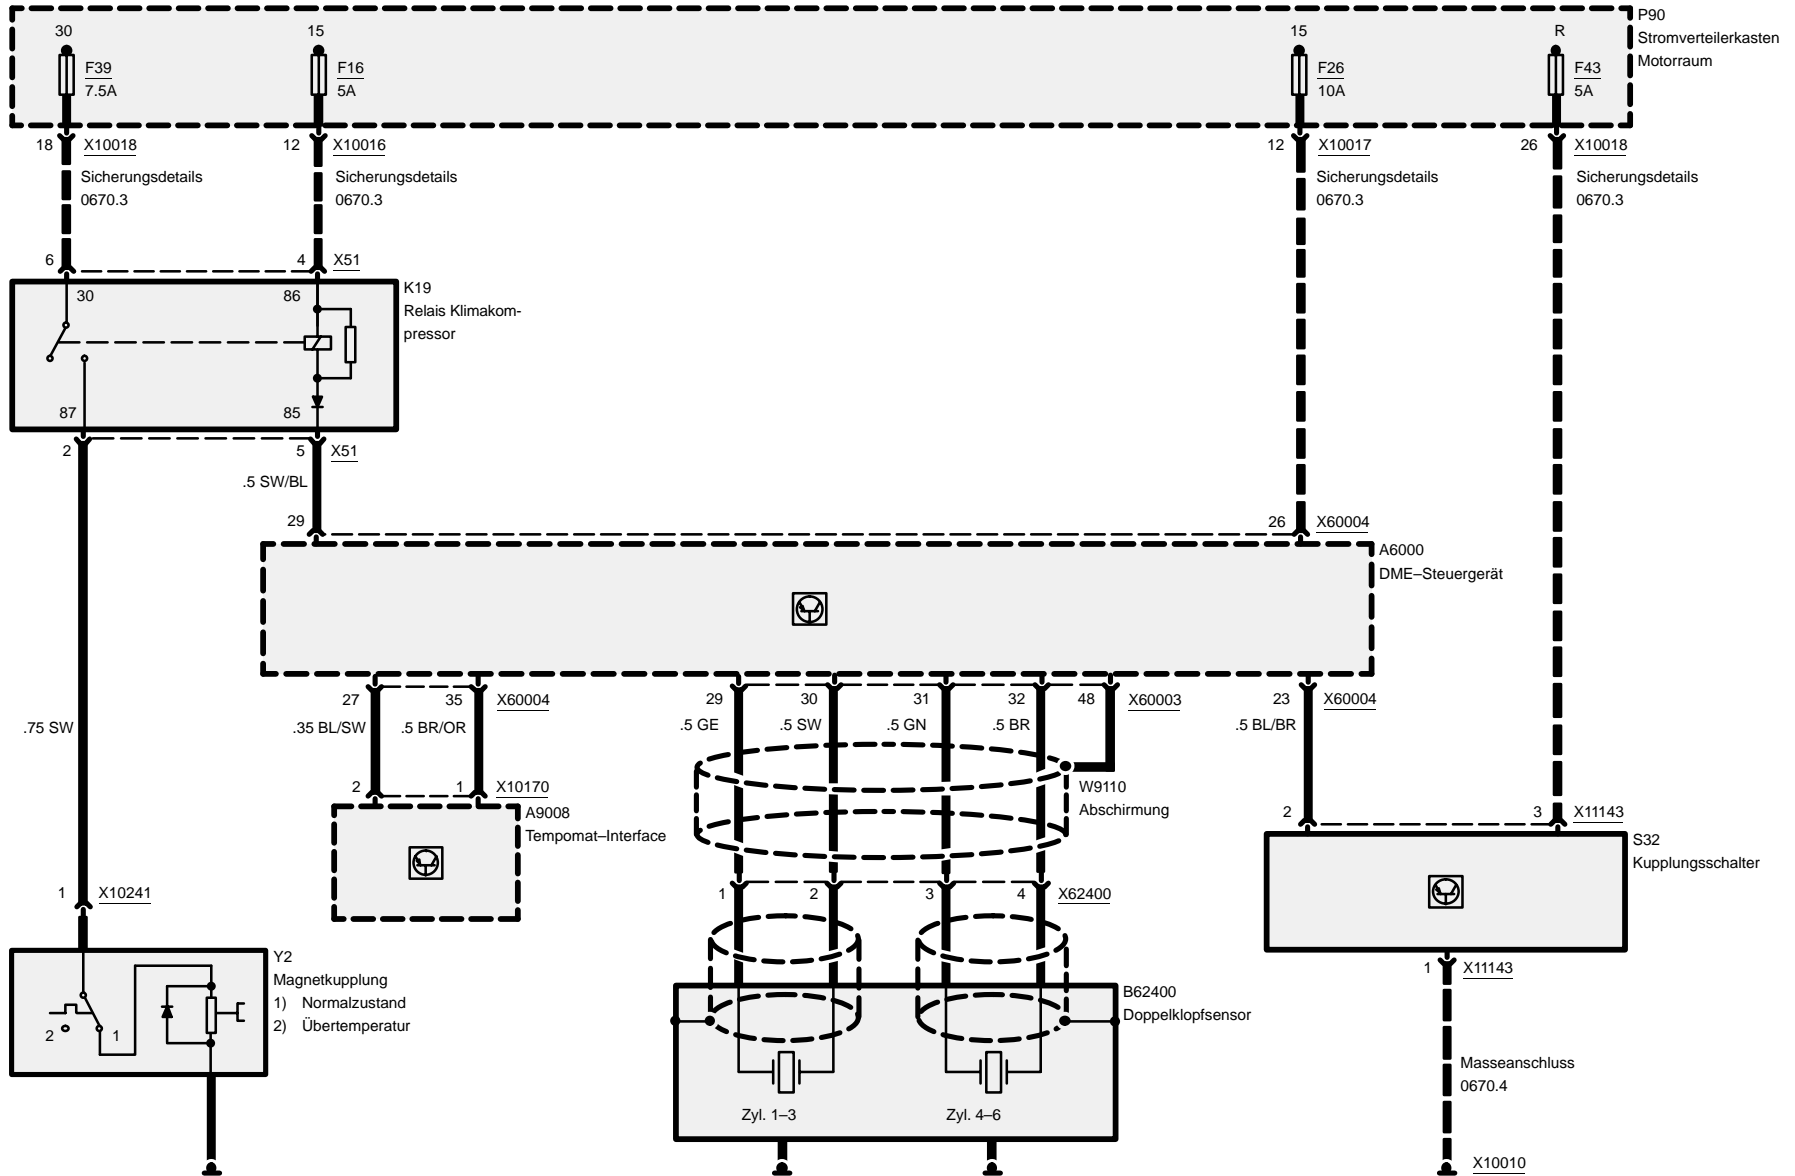 P90
Stromverteilerkasten
Motorraum
30
F39
7.5A
15
F16
5A
15
F26
10A
R
F43
5A
18 X10018
12 X10016
12 X10017
26 X10018
Sicherungsdetails
0670.3
Sicherungsdetails
0670.3
Sicherungsdetails
0670.3
Sicherungsdetails
0670.3
6
4 X51
30
86
87
85
K19
Relais Klimakom-
pressor
2
5 X51
.5 SW/BL
29
26 X60004
A6000
DME–Steuergerät
27
35 X60004
29
30
31
32
48 X60003
23 X60004
.75 SW
.35 BL/SW
.5 BR/OR
.5 GE
.5 SW
.5 GN
.5 BR
.5 BL/BR
W9110
Abschirmung
2
1 X10170
A9008
Tempomat–Interface
2
3 X11143
S32
Kupplungsschalter
1 X10241
1
2
3
4 X62400
Y2
Magnetkupplung
1) Normalzustand
2) Übertemperatur
2
1
B62400
Doppelklopfsensor
Zyl. 1–3
Zyl. 4–6
1 X11143
Masseanschluss
0670.4
X10010